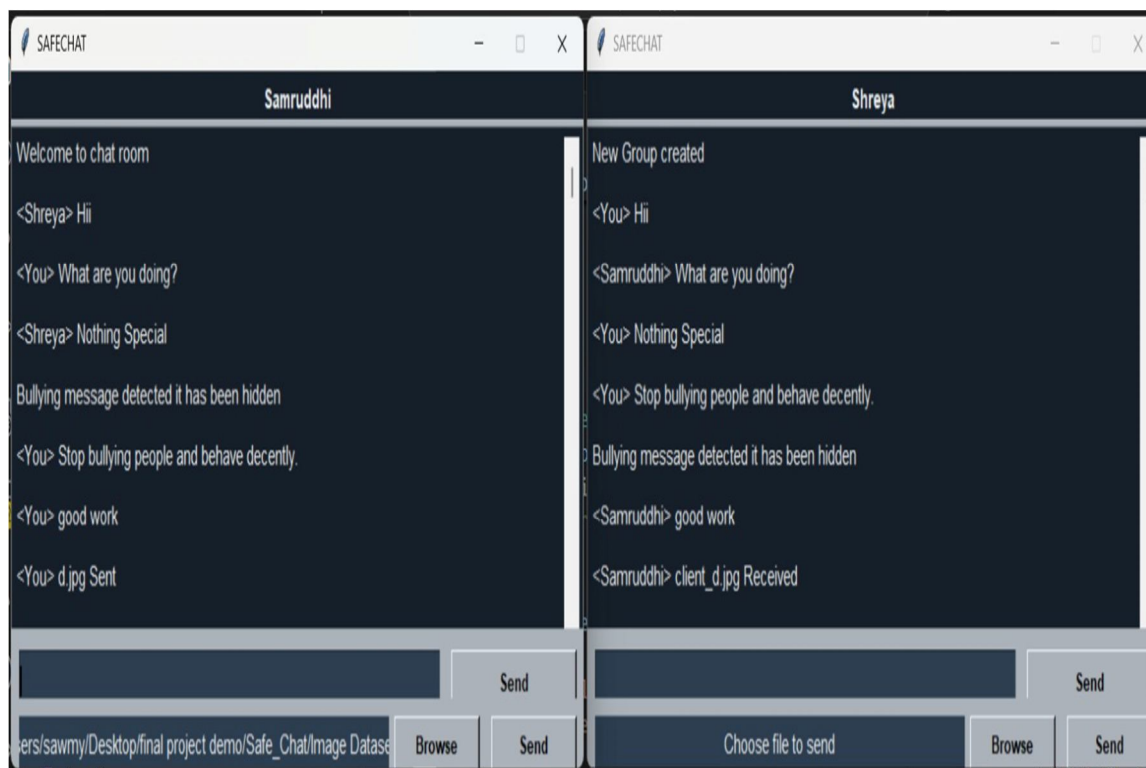 SAFECHAT
Samruddhi
Welcome to chat room
<Shreya> Hii
<You> What are you doing?
<Shreya> Nothing Special
Bullying message detected it has been hidden
<You> Stop bullying people and behave decently.
<You> good work
<You> d.jpg Sent
Send
sers/sawmy/Desktop/final project demo/Safe_Chat/Image Datase
Browse
Send
SAFECHAT
Shreya
New Group created
<You> Hii
<Samruddhi> What are you doing?
<You> Nothing Special
<You> Stop bullying people and behave decently.
Bullying message detected it has been hidden
<Samruddhi> good work
<Samruddhi> client_d.jpg Received
Send
Choose file to send
Browse
Send